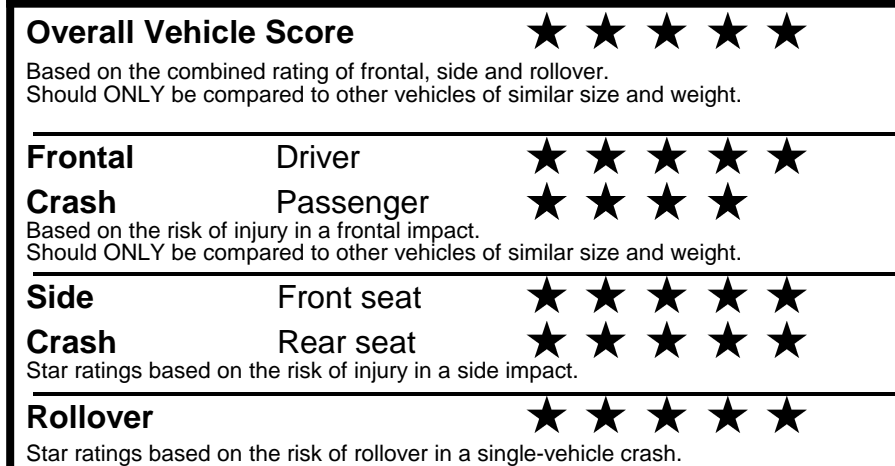 Overall Vehicle Score ★ ★ ★ ★ ★
Based on the combined rating of frontal, side and rollover.
Should ONLY be compared to other vehicles of similar size and weight.
Frontal Driver ★ ★ ★ ★ ★
Crash Passenger ★ ★ ★ ★
Based on the risk of injury in a frontal impact.
Should ONLY be compared to other vehicles of similar size and weight.
Side Front seat ★ ★ ★ ★ ★
Crash Rear seat ★ ★ ★ ★ ★
Star ratings based on the risk of injury in a side impact.
Rollover ★ ★ ★ ★ ★
Star ratings based on the risk of rollover in a single-vehicle crash.